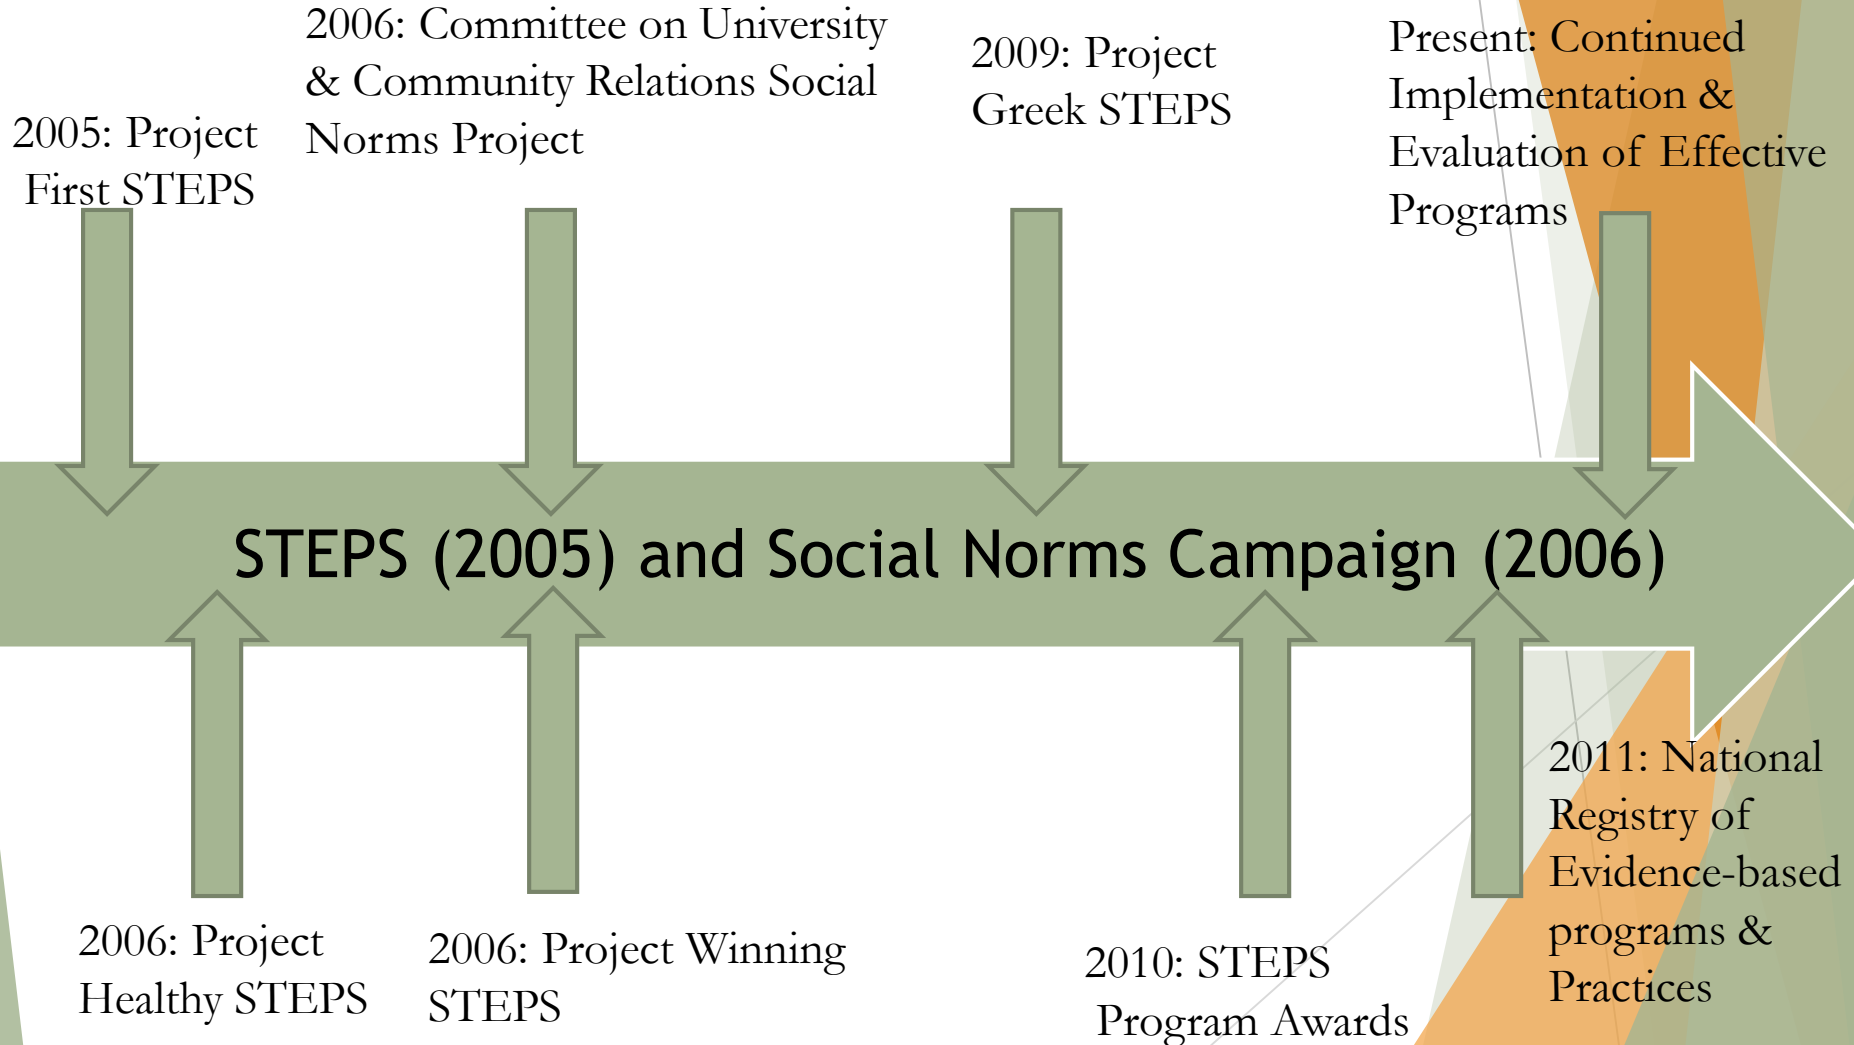 2005: Project
First STEPS
2006: Committee on University
& Community Relations Social
Norms Project
2009: Project
Greek STEPS
Present: Continued
Implementation &
Evaluation of Effective
Programs
STEPS (2005) and Social Norms Campaign (2006)
2006: Project
Healthy STEPS
2006: Project Winning
STEPS
2010: STEPS
Program Awards
2011: National
Registry of
Evidence-based
programs &
Practices